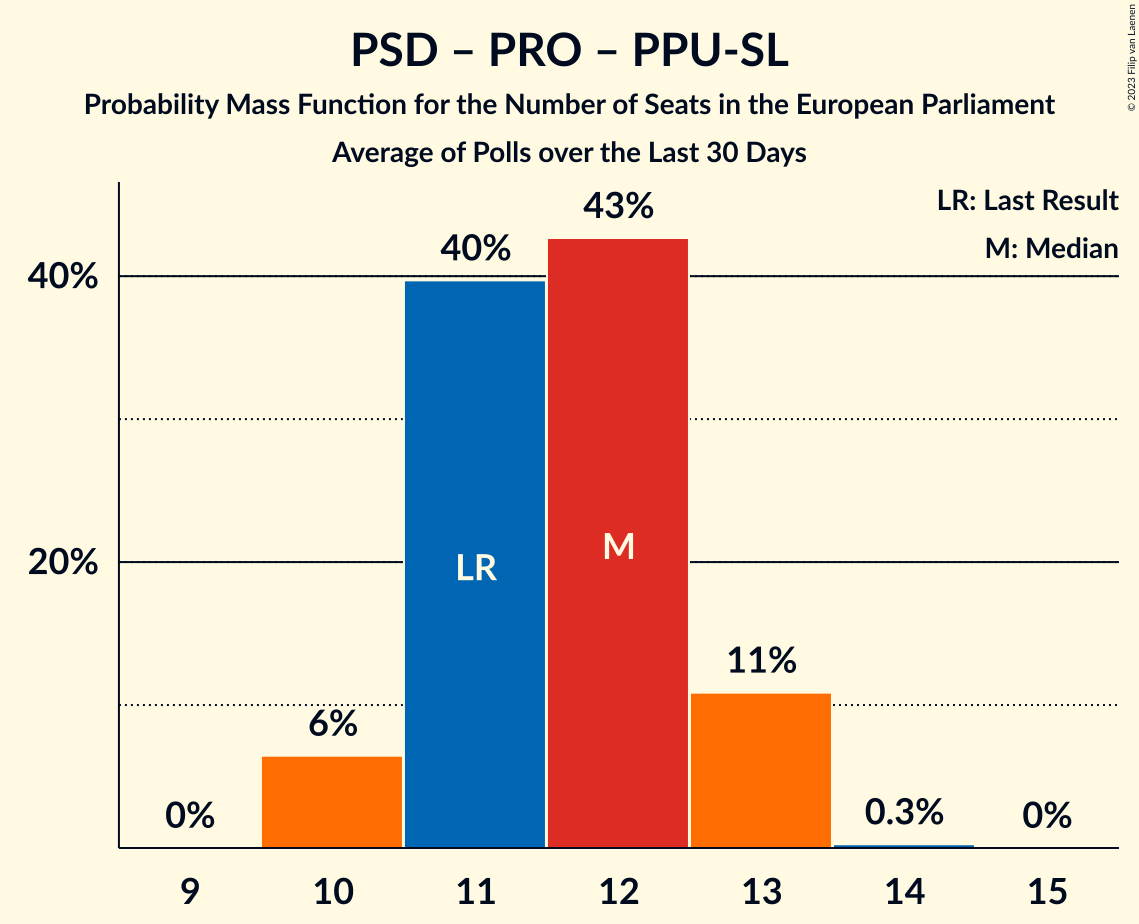 PSD – PRO – PPU-SL
Probability Mass Function for the Number of Seats in the European Parliament
Average of Polls over the Last 30 Days
© 2023 Filip van Laenen
LR: Last Result
M: Median
43%
40%
40%
LR
M
20%
11%
6%
0%
0.3%
0%
9
10
11
12
13
14
15